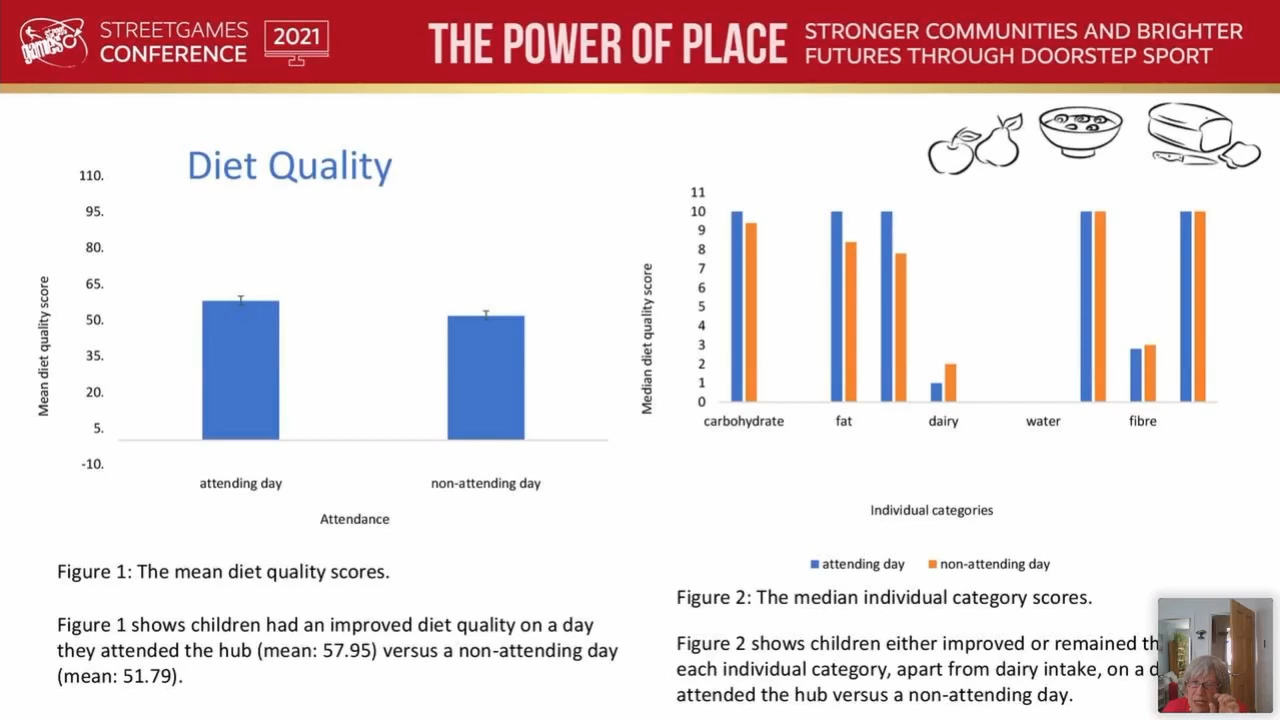 STREETGAMES
CONFERENCE
2021
THE POWER OF PLACE
STRONGER COMMUNITIES AND BRIGHTER
FUTURES THROUGH DOORSTEP SPORT
Diet Quality
110.
95.
80.
65.
50.
35.
20.
5.
-10.
Mean diet quality score
attending day
non-attending day
Attendance
Figure 1: The mean diet quality scores.
Figure 1 shows children had an improved diet quality on a day
they attended the hub (mean: 57.95) versus a non-attending day
(mean: 51.79).
11
10
9
8
7
6
5
4
3
2
1
0
Median diet quality score
carbohydrate
fat
dairy
water
fibre
Individual categories
attending day
non-attending day
Figure 2: The median individual category scores.
Figure 2 shows children either improved or remained
each individual category, apart from dairy intake, on a
attended the hub versus a non-attending day.